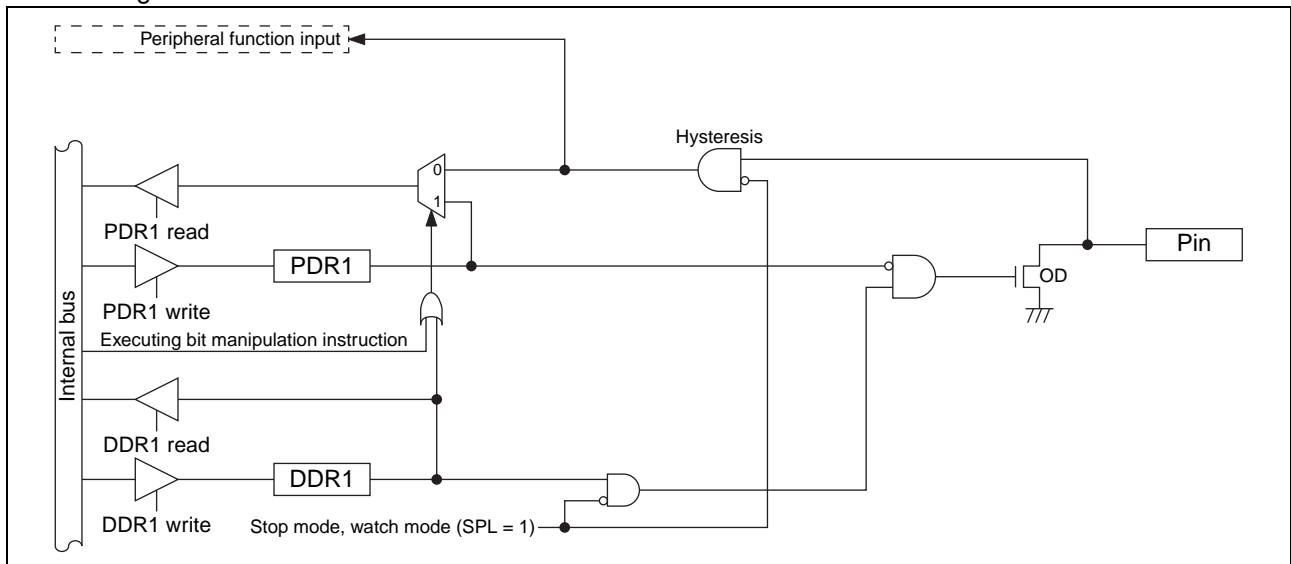 Peripheral function input
Hysteresis
0
1
PDR1 read
Pin
PDR1
OD
PDR1 write
Executing bit manipulation instruction
Internal bus
DDR1 read
DDR1
DDR1 write
Stop mode, watch mode (SPL = 1)